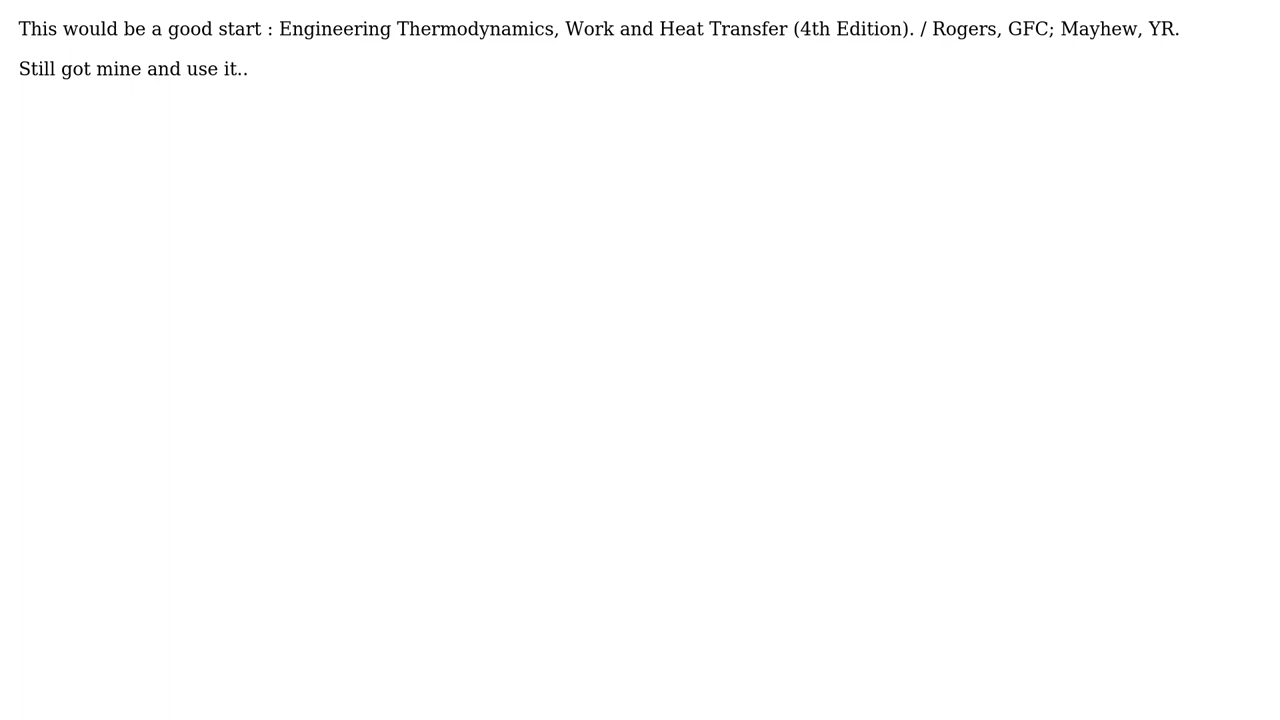 This would be a good start : Engineering Thermodynamics, Work and Heat Transfer (4th Edition). / Rogers, GFC; Mayhew, YR.
Still got mine and use it..